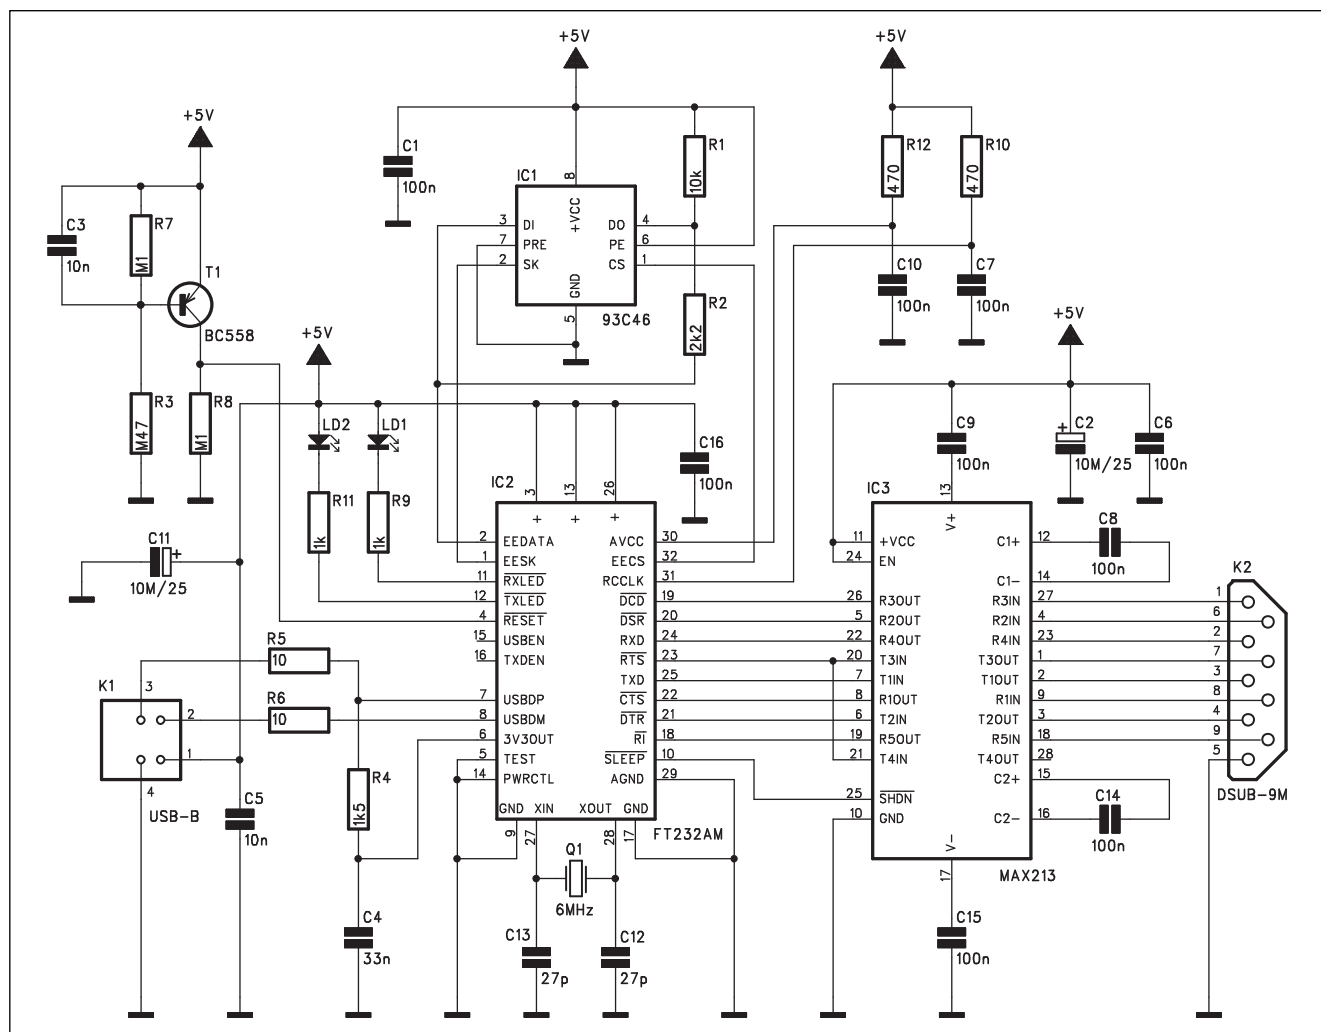 +5V
+5V
+5V
C1
100n
R1
10k
R12
470
R10
470
IC1
8
+VCC
3
DI
DO
4
7
PRE
PE
6
2
SK
CS
1
GND
5
93C46
C3
10n
R7
M1
T1
BC558
R2
2k2
C10
100n
C7
100n
+5V
+5V
R3
M47
R8
M1
LD2
LD1
R11
1k
R9
1k
C16
100n
C9
100n
C2
+
10M/25
C6
100n
C11
+
10M/25
IC2
3
13
26
+
+
+
2
EEDATA
AVCC
30
1
EESK
EECS
32
11
RXLED
RCCLK
31
12
TXLED
DCD
19
4
RESET
DSR
20
15
USBEN
RXD
24
16
TXDEN
RTS
23
TXD
25
7
USBDP
CTS
22
8
USBDM
DTR
21
6
3V3OUT
RI
18
5
TEST
SLEEP
10
14
PWRCTL
AGND
29
GND
XIN
XOUT
GND
9
27
28
17
FT232AM
IC3
13
V+
11
+VCC
C1+
12
24
EN
C1-
14
26
R3OUT
R3IN
27
5
R2OUT
R2IN
4
22
R4OUT
R4IN
23
20
T3IN
T3OUT
1
7
T1IN
T1OUT
2
8
R1OUT
R1IN
9
6
T2IN
T2OUT
3
19
R5OUT
R5IN
18
21
T4IN
T4OUT
28
C2+
15
25
SHDN
10
GND
C2-
16
V-
17
MAX213
C8
100n
C14
100n
C15
100n
K2
1
6
2
7
3
8
4
9
5
DSUB-9M
R5
10
R6
10
K1
3
2
1
4
USB-B
C5
10n
R4
1k5
C4
33n
Q1
6MHz
C13
27p
C12
27p